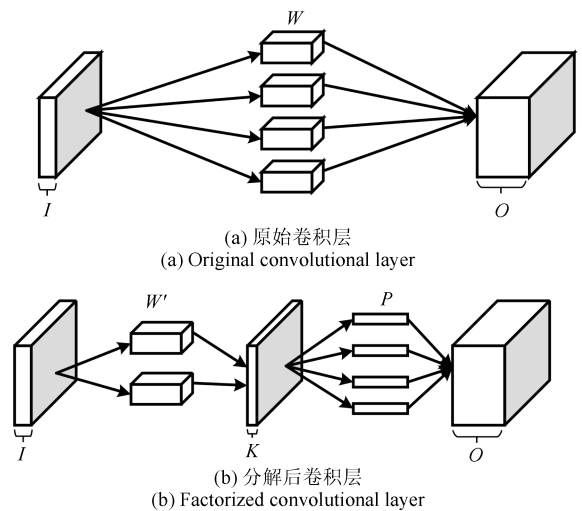 W
I
O
(a) 原始卷积层
(a) Original convolutional layer
W'
P
I
K
O
(b) 分解后卷积层
(b) Factorized convolutional layer